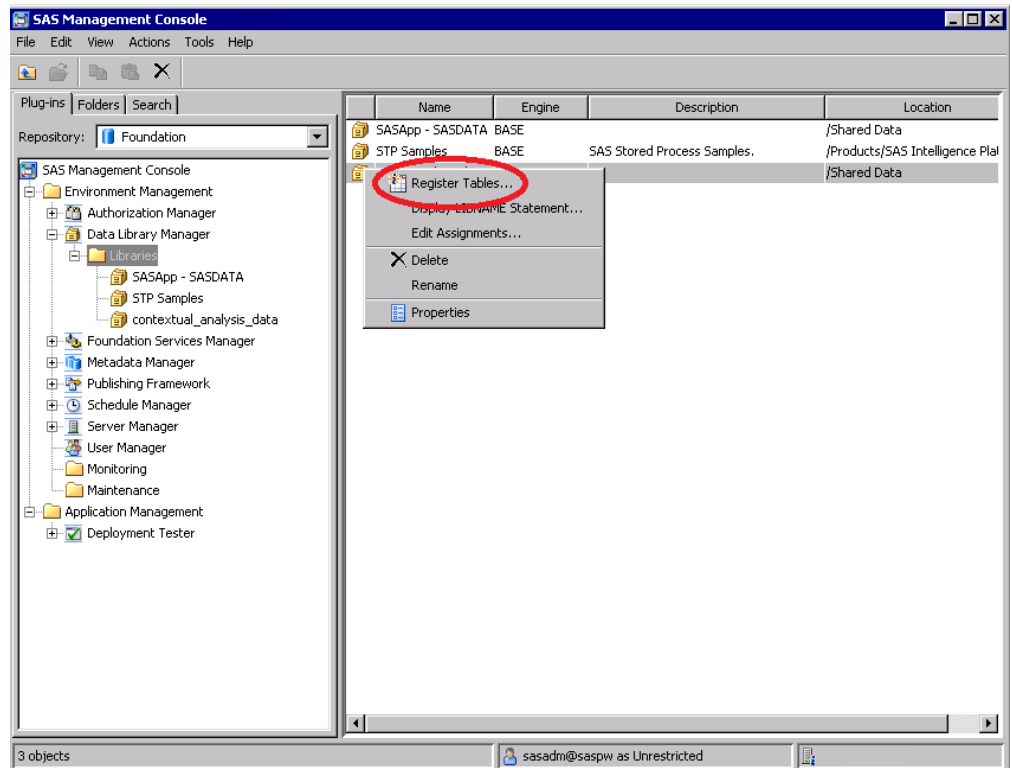 SAS Management Console
File Edit View Actions Tools Help
Plug-ins Folders Search
Repository: Foundation
SAS Management Console
Environment Management
Authorization Manager
Data Library Manager
Libraries
SASApp - SASDATA
STP Samples
contextual_analysis_data
Foundation Services Manager
Metadata Manager
Publishing Framework
Schedule Manager
Server Manager
User Manager
Monitoring
Maintenance
Application Management
Deployment Tester
Name Engine Description Location
SASApp - SASDATA BASE /Shared Data
STP Samples BASE SAS Stored Process Samples. /Products/SAS Intelligence Plat
/Shared Data
Register Tables...
Display LIBNAME Statement...
Edit Assignments...
Delete
Rename
Properties
3 objects
sasadm@saspw as Unrestricted